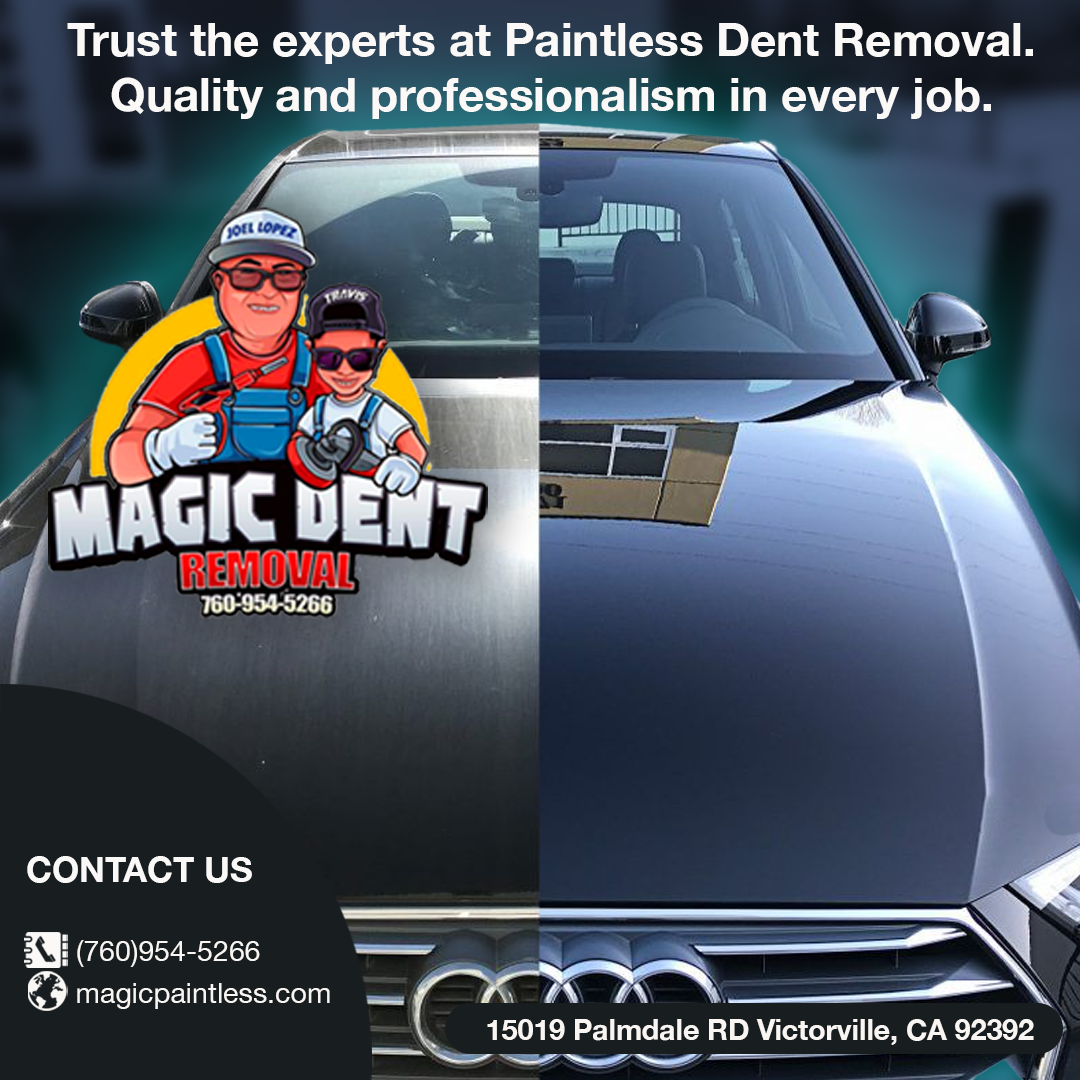 Trust the experts at Paintless Dent Removal.
Quality and professionalism in every job.
JOEL LOPEZ
TRAVIS
MAGIC DENT
REMOVAL
760-954-5266
CONTACT US
(760)954-5266
magicpaintless.com
15019 Palmdale RD Victorville, CA 92392